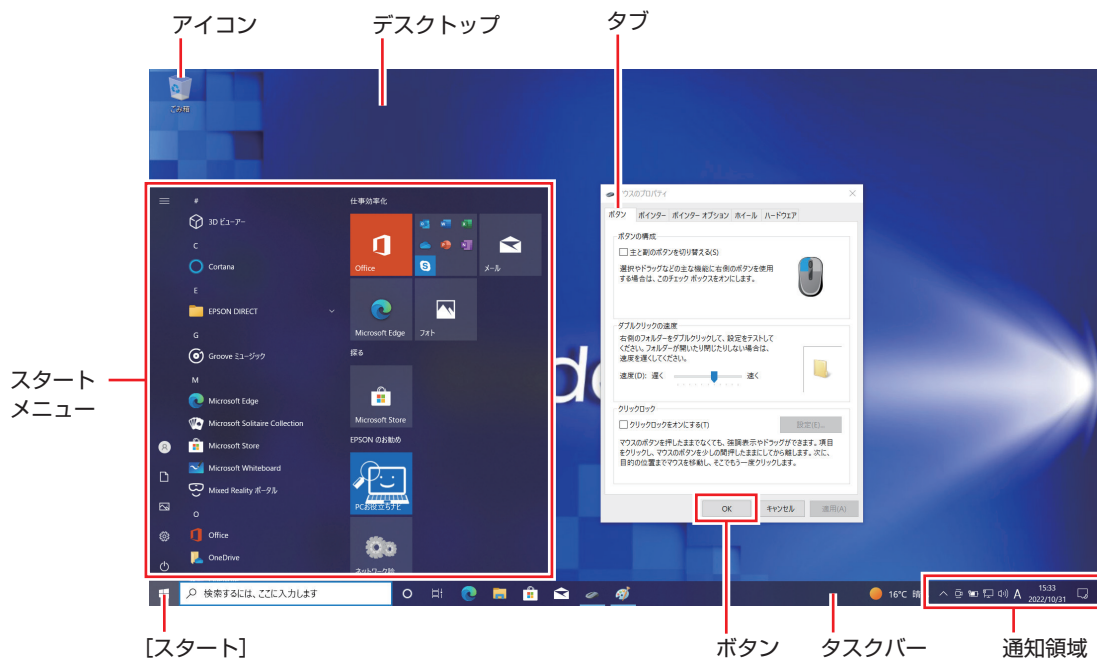 アイコン
デスクトップ
タブ
ごみ箱
スタート
メニュー
#
3D ビューアー
C
Cortana
E
EPSON DIRECT
G
Groove ミュージック
M
Microsoft Edge
Microsoft Solitaire Collection
Microsoft Store
Microsoft Whiteboard
Mixed Reality ポータル
O
Office
OneDrive
仕事効率化
Office
メール
Microsoft Edge
フォト
探る
Microsoft Store
EPSON のお勧め
PCお役立ちナビ
マウスのプロパティ
ボタン ポインター ポインター オプション ホイール ハードウェア
ボタンの構成
主と副のボタンを切り替える(S)
選択やドラッグなどの主な機能に右側のボタンを使用
する場合は、このチェック ボックスをオンにします。
ダブルクリックの速度
右側のフォルダーをダブルクリックして、設定をテストして
ください。フォルダーが開いたり閉じたりしない場合は、
速度を遅くしてください。
速度(D): 遅く 速く
クリックロック
クリックロックをオンにする(T)
設定(E)...
マウスのボタンを押したままでなくても、強調表示やドラッグができます。項目
をクリックし、マウスのボタンを少しの間押したままにしてから離します。次に、
目的の位置までマウスを移動し、そこでもう一度クリックします。
OK キャンセル 適用(A)
検索するには、ここに入力します
16°C 晴
A
15:33
2022/10/31
[スタート]
ボタン
タスクバー
通知領域